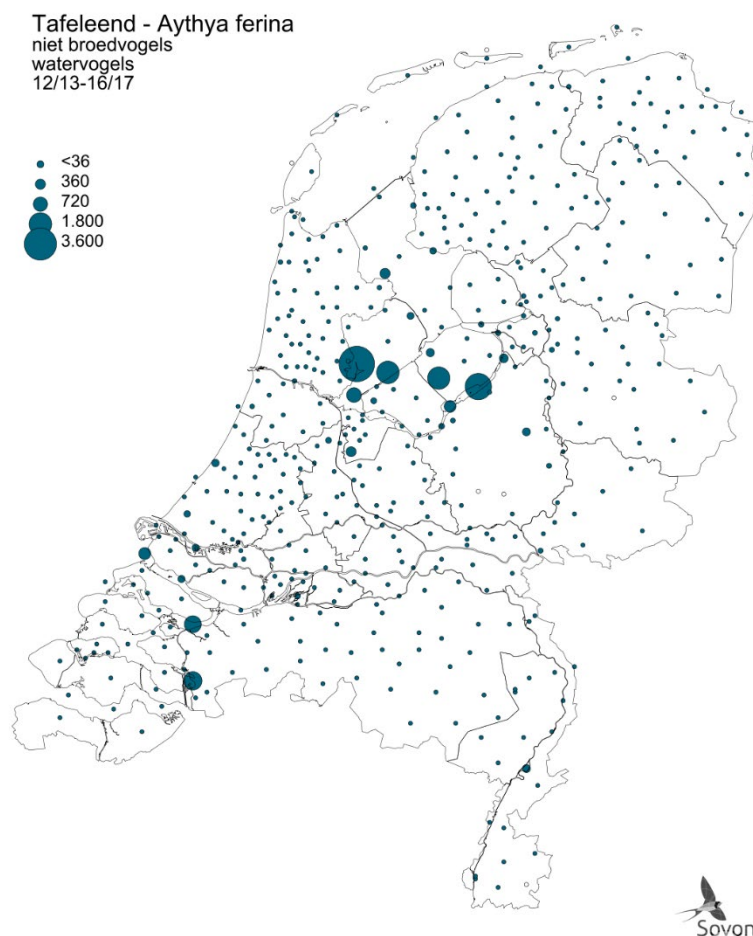 Tafeleend - Aythya ferina
niet broedvogels
watervogels
12/13-16/17
<36
360
720
1.800
3.600
Sovon